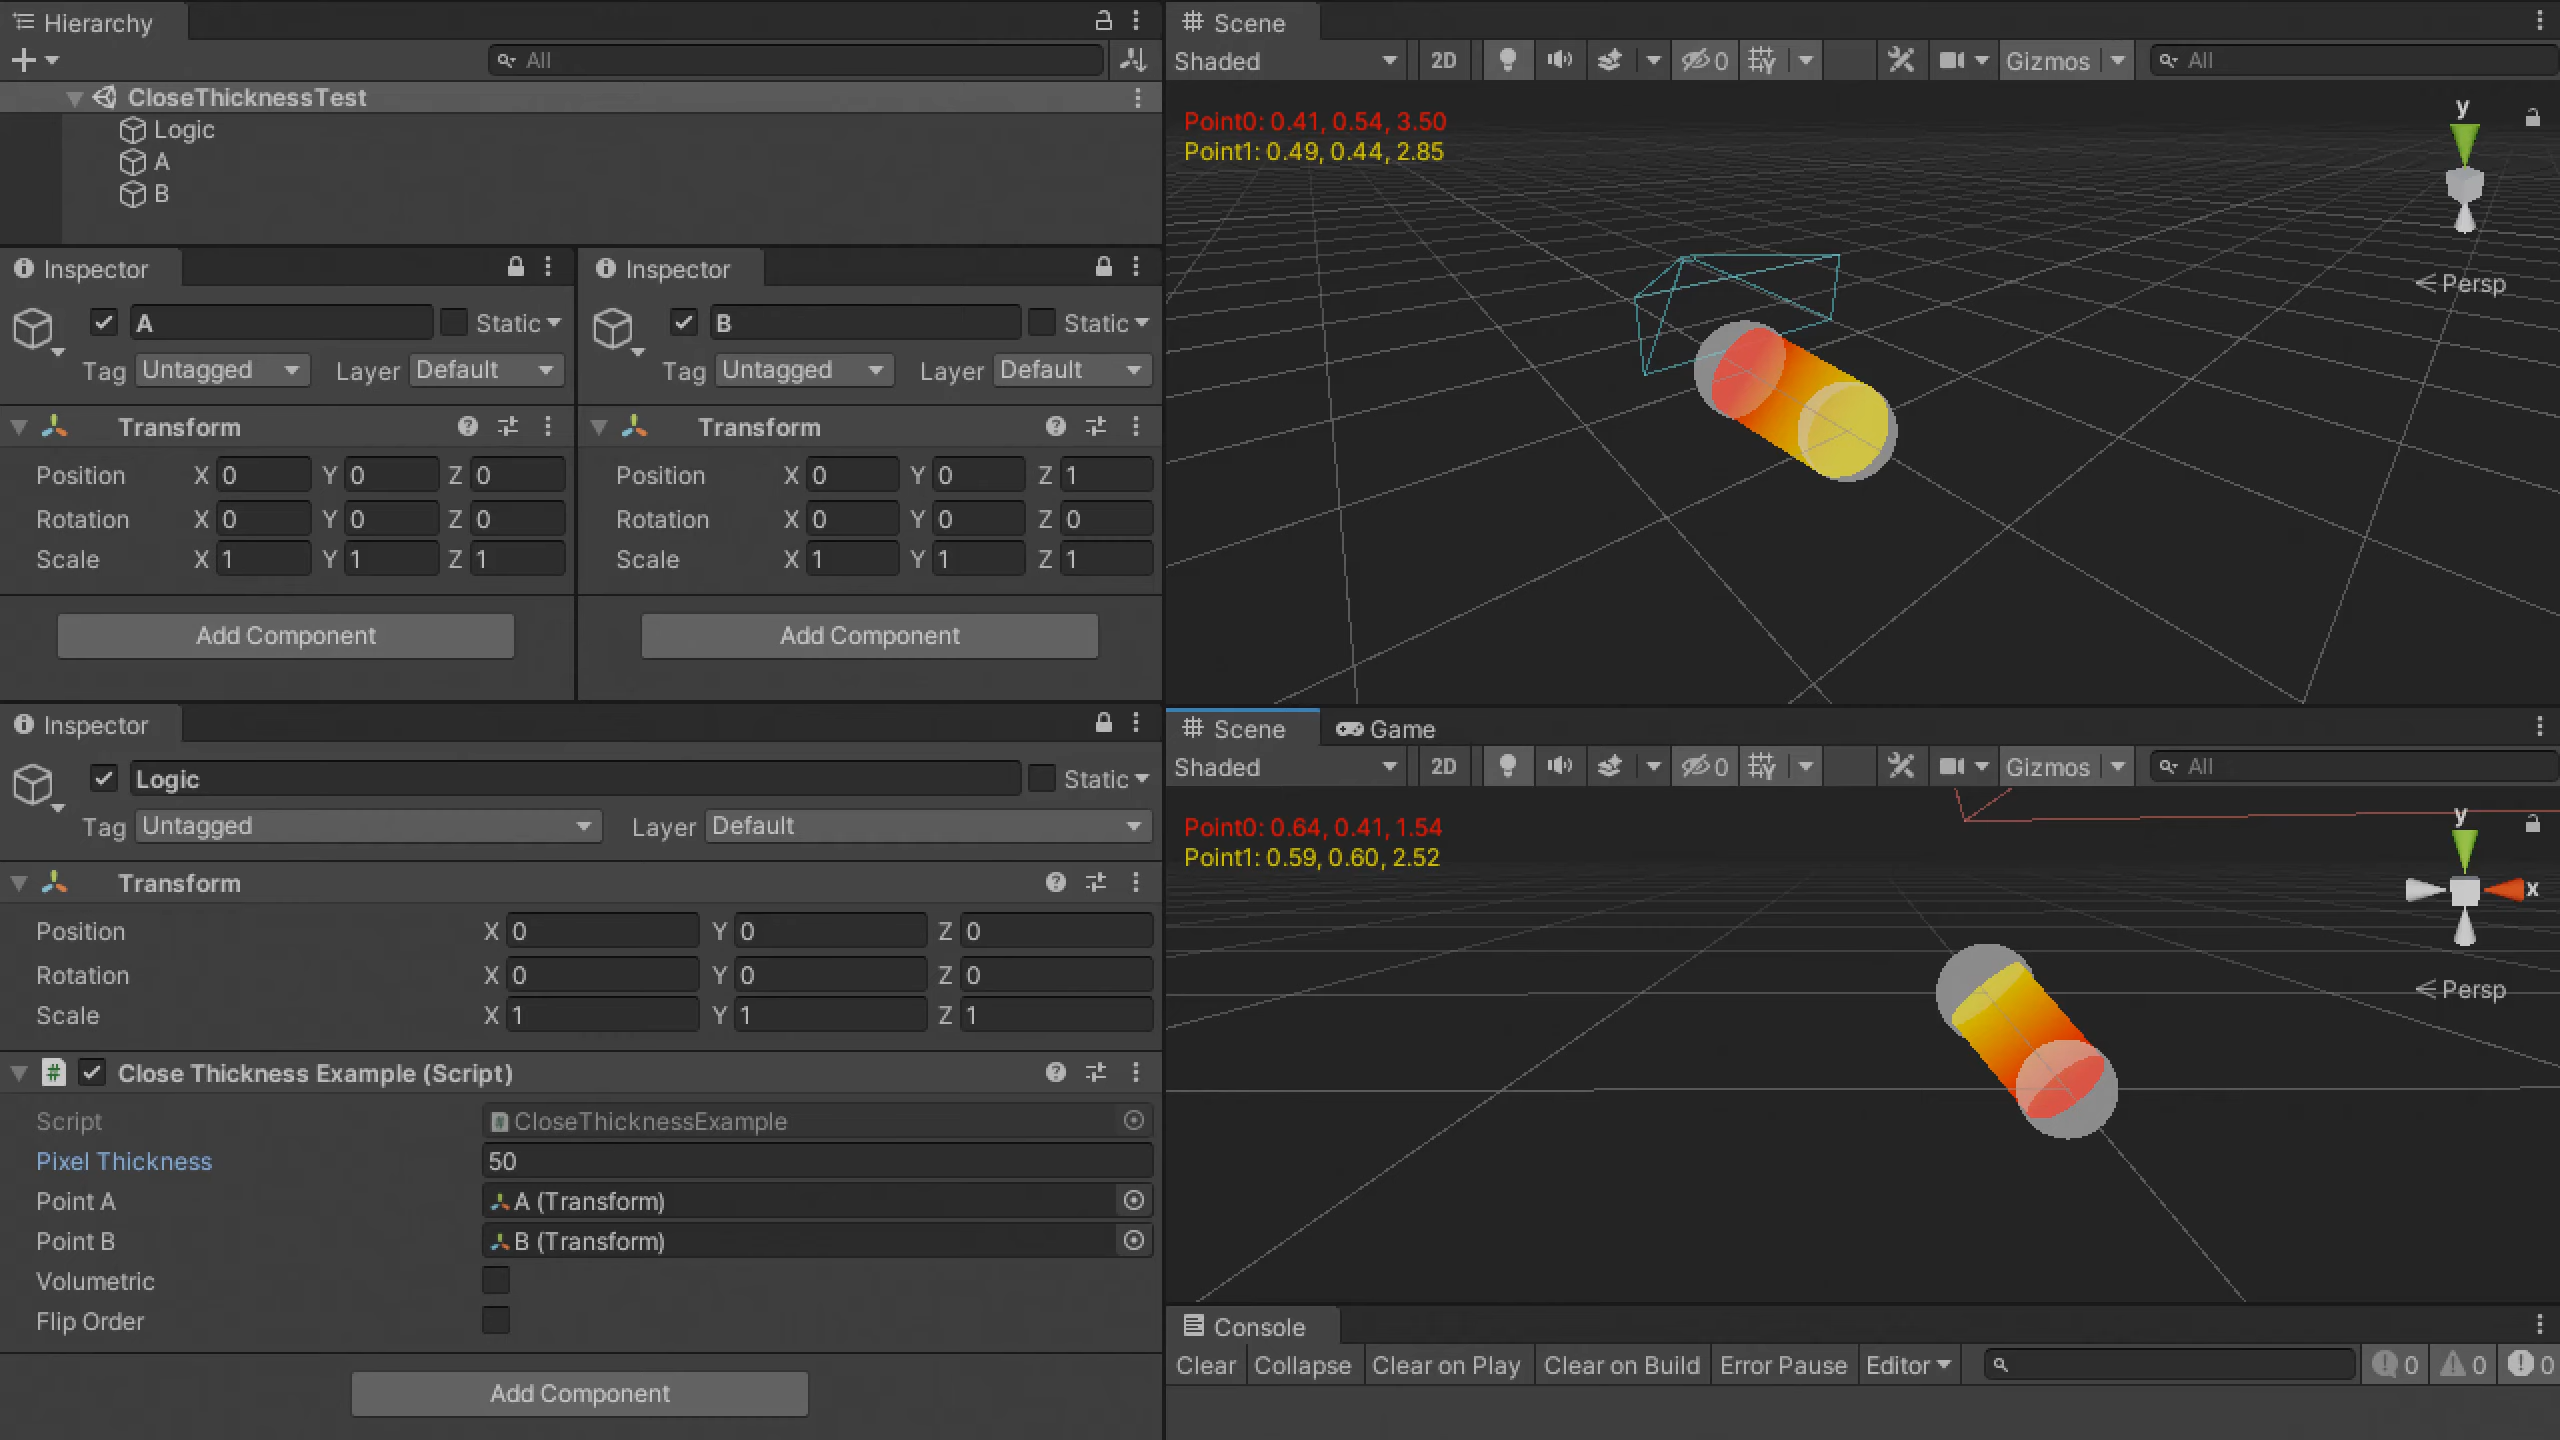 Hierarchy
All
CloseThicknessTest
Logic
A
B
Inspector
A
Static
Tag Untagged Layer Default
Transform
Position X 0 Y 0 Z 0
Rotation X 0 Y 0 Z 0
Scale X 1 Y 1 Z 1
Add Component
Inspector
B
Static
Tag Untagged Layer Default
Transform
Position X 0 Y 0 Z 1
Rotation X 0 Y 0 Z 0
Scale X 1 Y 1 Z 1
Add Component
Inspector
Logic
Static
Tag Untagged Layer Default
Transform
Position X 0 Y 0 Z 0
Rotation X 0 Y 0 Z 0
Scale X 1 Y 1 Z 1
Close Thickness Example (Script)
Script CloseThicknessExample
Pixel Thickness 50
Point A A (Transform)
Point B B (Transform)
Volumetric
Flip Order
Add Component
Scene
Shaded 2D 0 Gizmos All
Point0: 0.41, 0.54, 3.50
Point1: 0.49, 0.44, 2.85
y
Persp
Scene Game
Shaded 2D 0 Gizmos All
Point0: 0.64, 0.41, 1.54
Point1: 0.59, 0.60, 2.52
y
x
Persp
Console
Clear Collapse Clear on Play Clear on Build Error Pause Editor 0 0 0